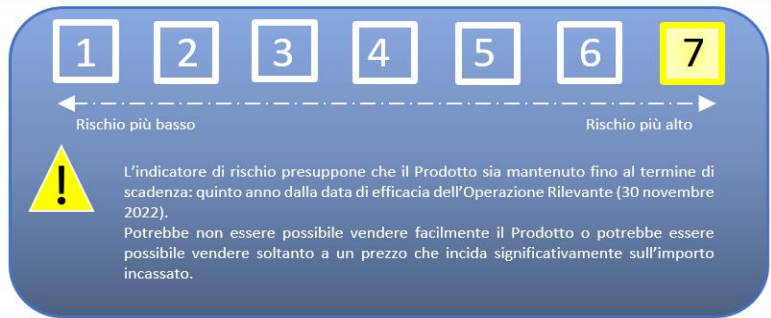 1 2 3 4 5 6 7
Rischio più basso Rischio più alto
!
L'indicatore di rischio presuppone che il Prodotto sia mantenuto fino al termine di
scadenza: quinto anno dalla data di efficacia dell'Operazione Rilevante (30 novembre
2022).
Potrebbe non essere possibile vendere facilmente il Prodotto o potrebbe essere
possibile vendere soltanto a un prezzo che incida significativamente sull'importo
incassato.